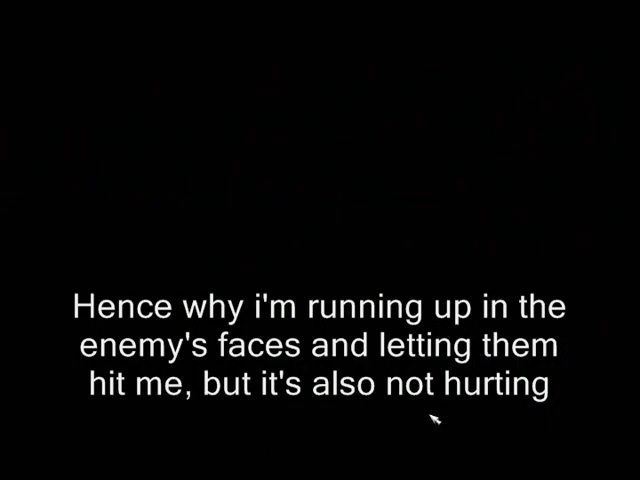 Hence why i'm running up in the
enemy's faces and letting them
hit me, but it's also not hurting